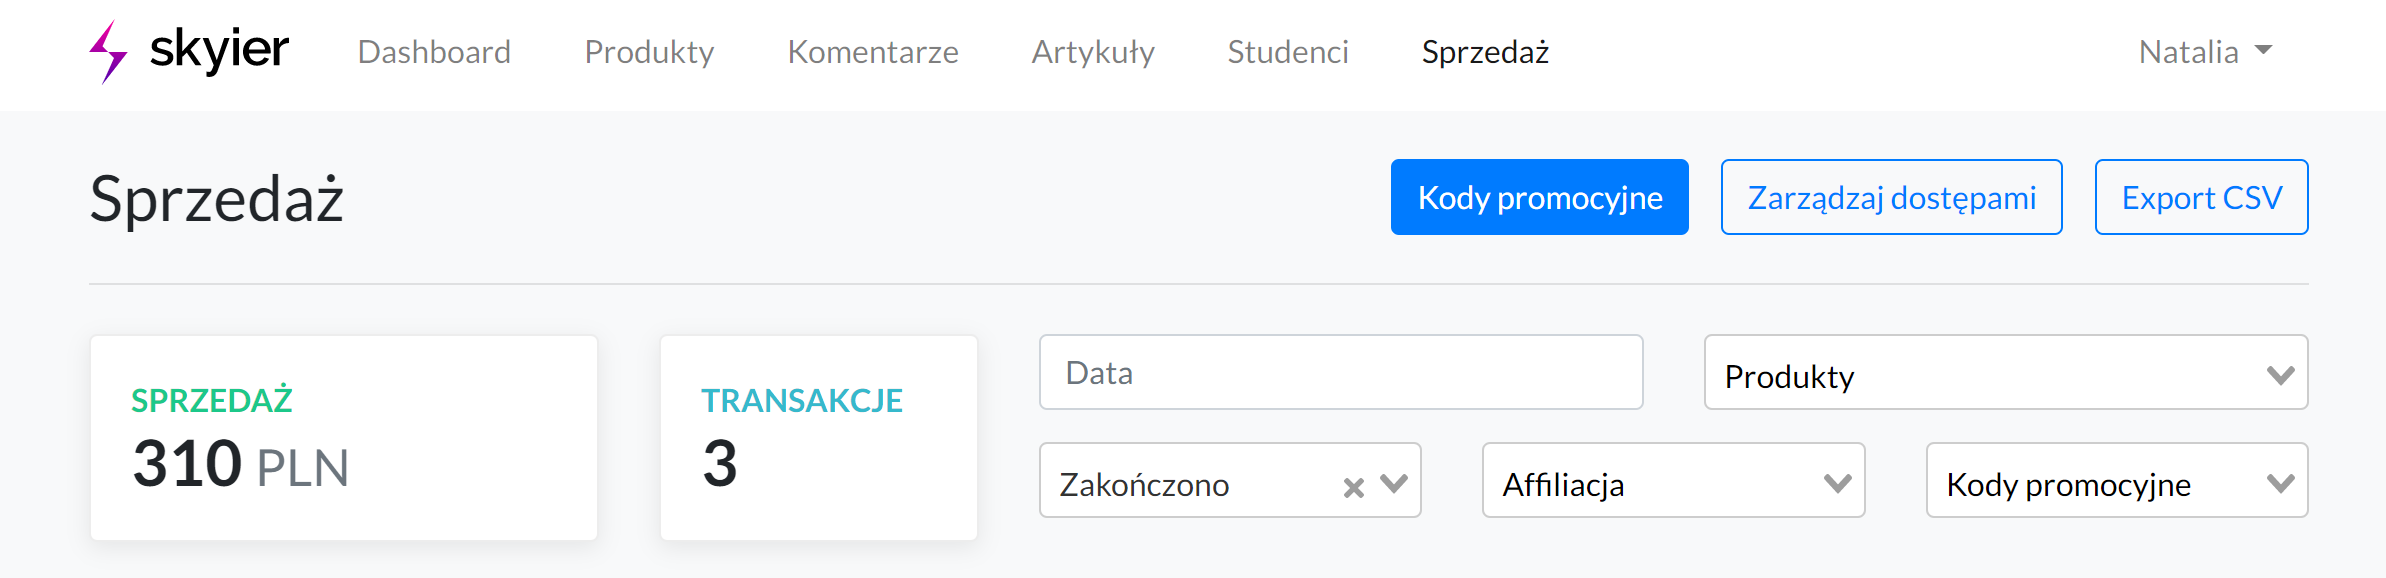 skyier Dashboard Produkty Komentarze Artykuły Studenci Sprzedaż Natalia
Sprzedaż Kody promocyjne Zarządzaj dostępami Export CSV
SPRZEDAŻ
310 PLN
TRANSAKCJE
3
Data Produkty
Zakończono Affiliacja Kody promocyjne